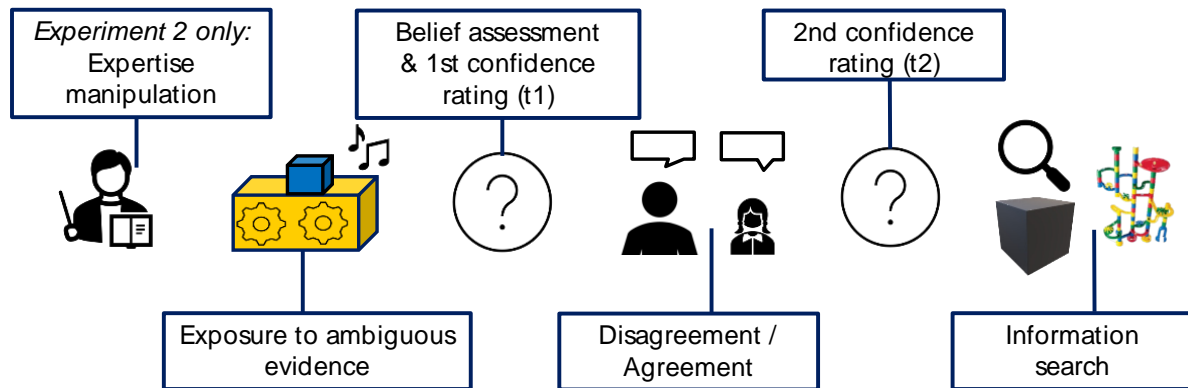 Experiment 2 only:
Expertise
manipulation
Belief assessment
& 1st confidence
rating (t1)
2nd confidence
rating (t2)
?
?
Exposure to ambiguous
evidence
Disagreement /
Agreement
Information
search